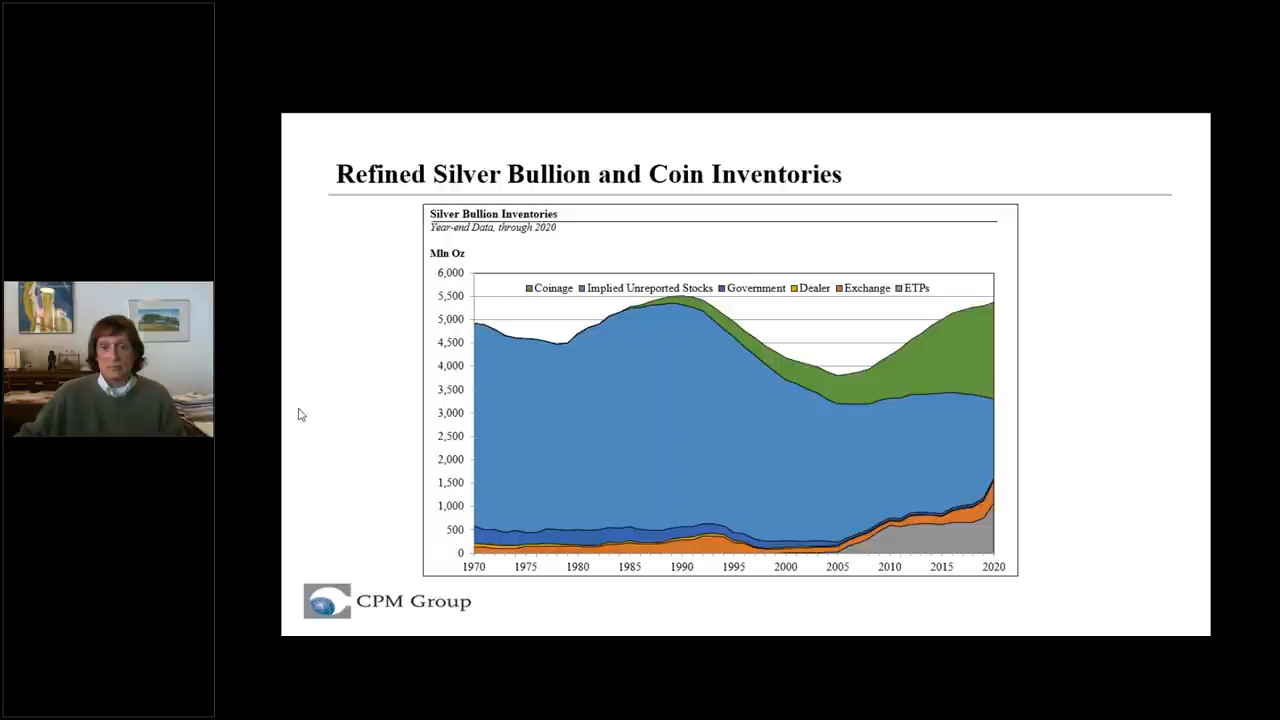 Refined Silver Bullion and Coin Inventories
Silver Bullion Inventories
Year-end Data, through 2020
Mln Oz
6,000
Coinage Implied Unreported Stocks Government Dealer Exchange ETPs
5,500
5,000
4,500
4,000
3,500
3,000
2,500
2,000
1,500
1,000
500
0
1970 1975 1980 1985 1990 1995 2000 2005 2010 2015 2020
CPM Group